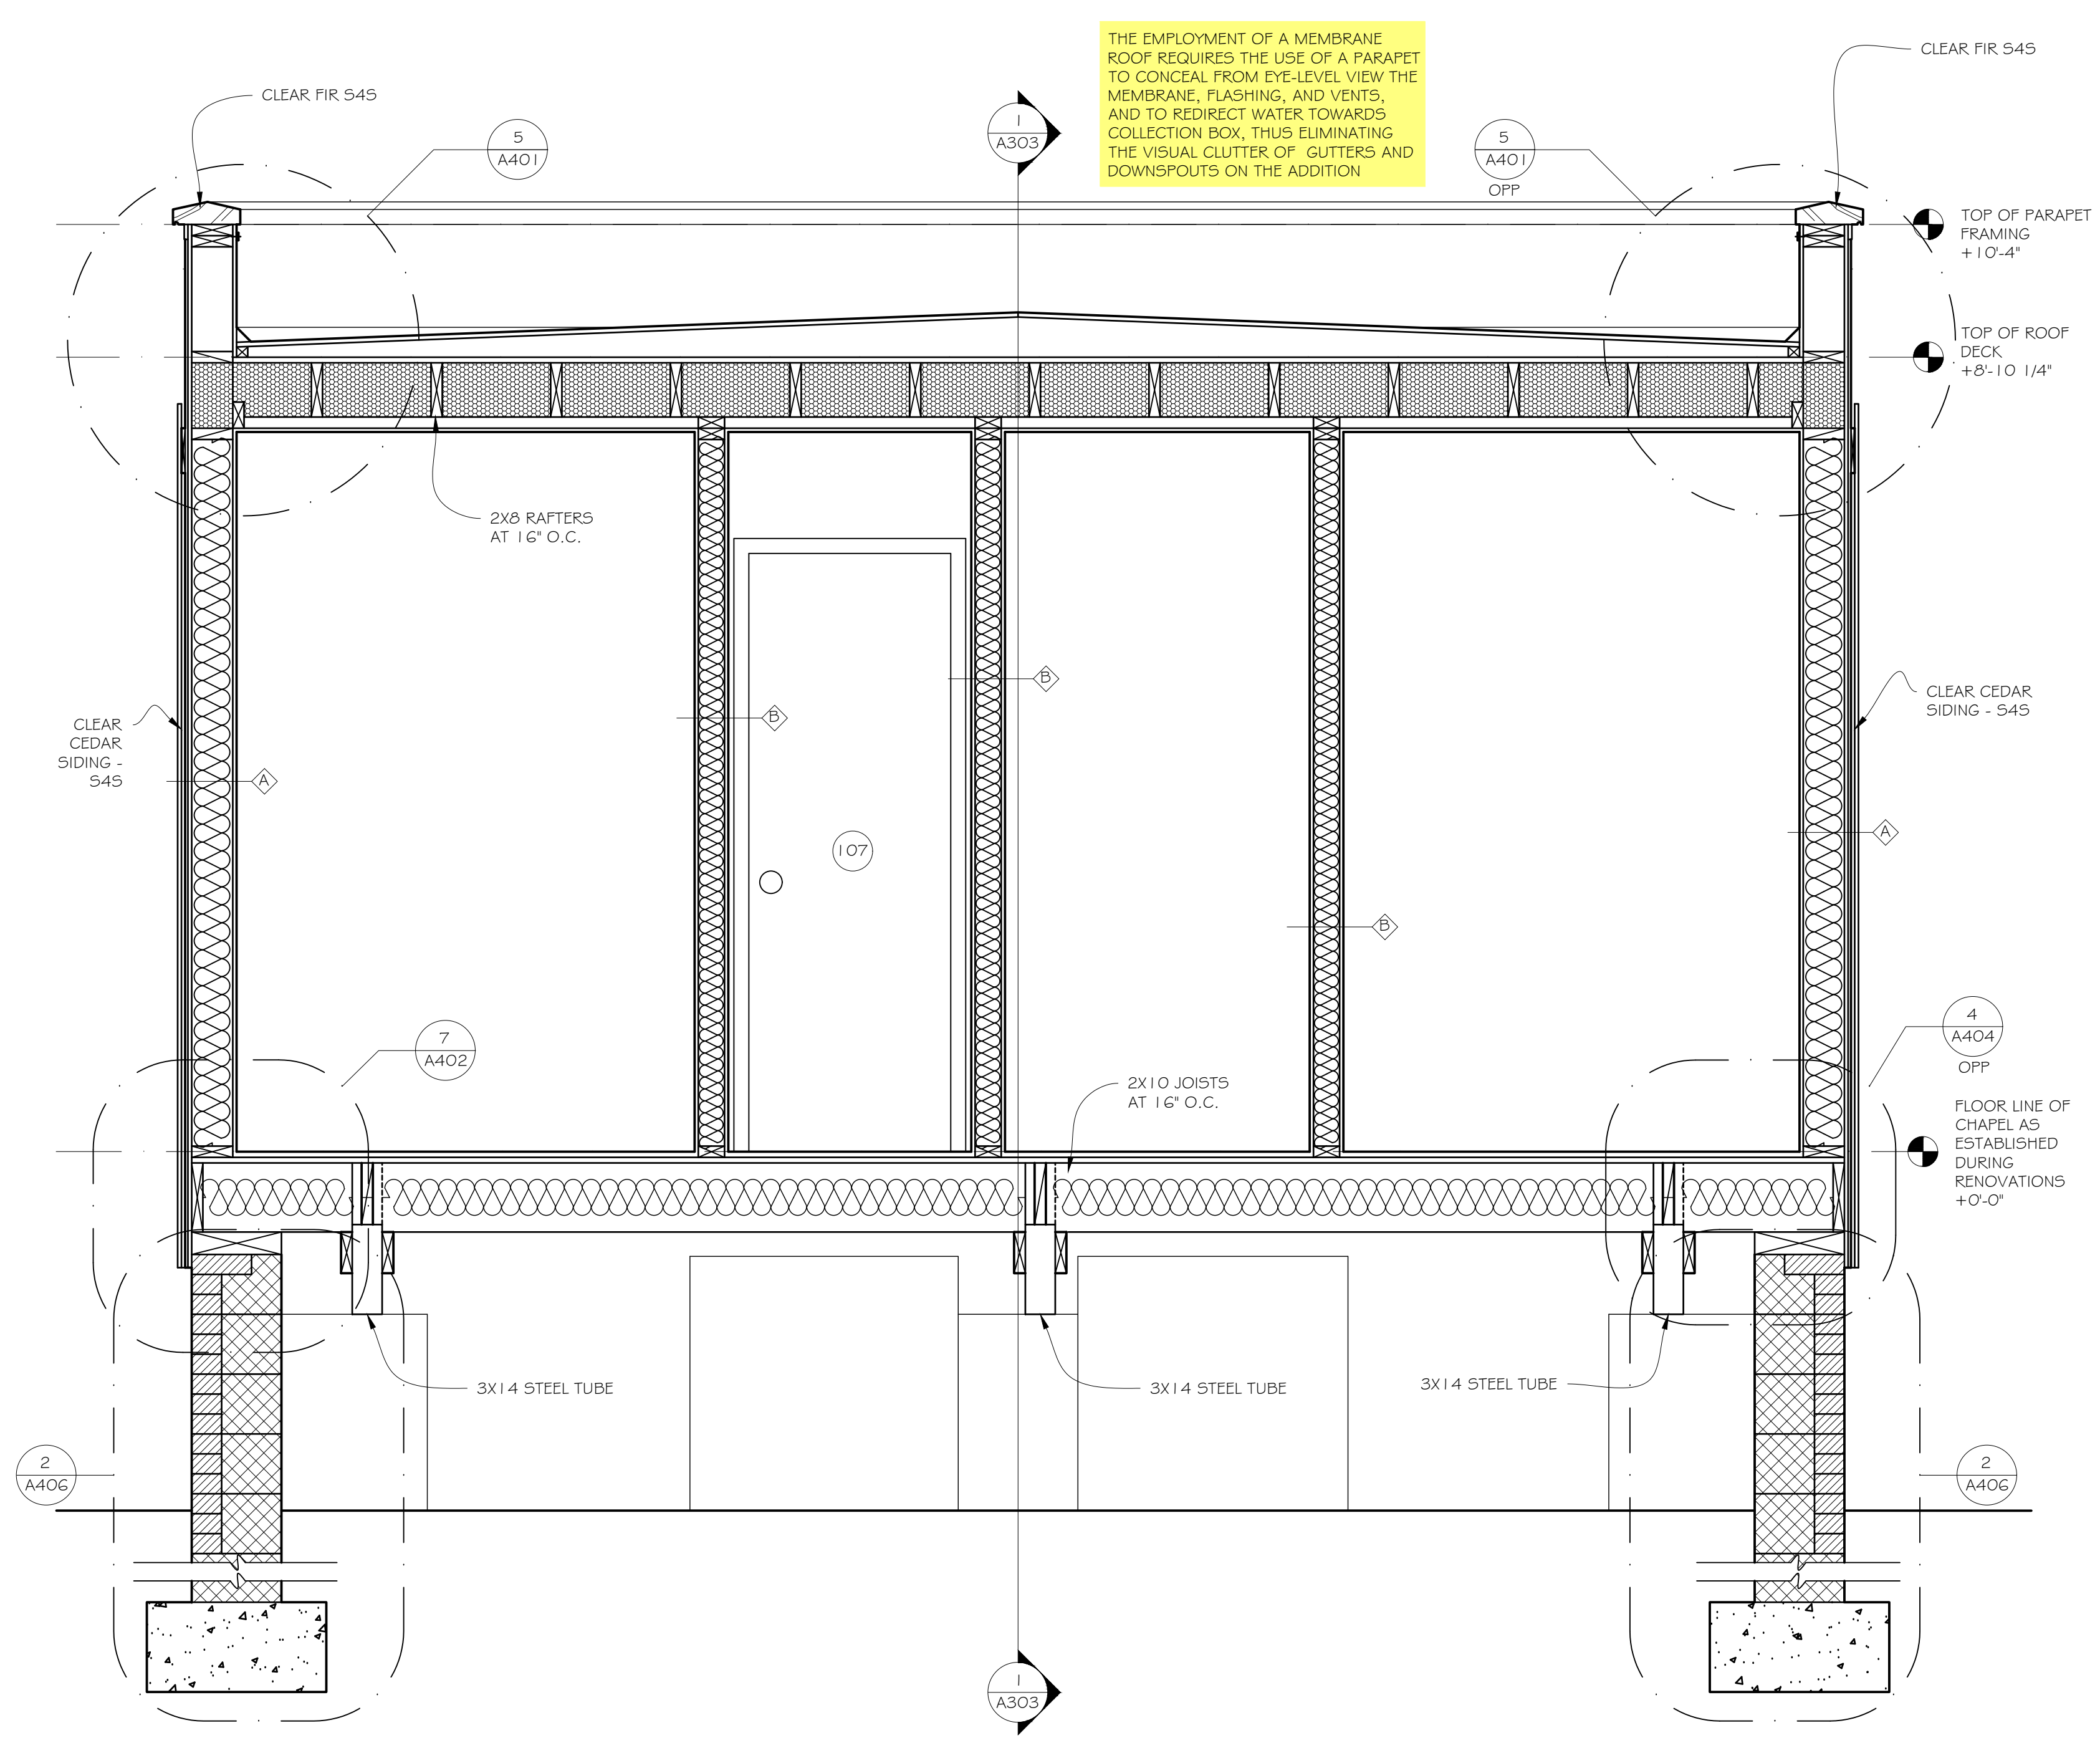 THE EMPLOYMENT OF A MEMBRANE
ROOF REQUIRES THE USE OF A PARAPET
TO CONCEAL FROM EYE-LEVEL VIEW THE
MEMBRANE, FLASHING, AND VENTS,
AND TO REDIRECT WATER TOWARDS
COLLECTION BOX, THUS ELIMINATING
THE VISUAL CLUTTER OF GUTTERS AND
DOWNSPOUTS ON THE ADDITION
CLEAR FIR S4S
CLEAR FIR S4S
5
A401
1
A303
5
A401
OPP
TOP OF PARAPET
FRAMING
+10'-4"
TOP OF ROOF
DECK
+8'-10 1/4"
2X8 RAFTERS
AT 16" O.C.
B
B
CLEAR
CEDAR
SIDING -
S4S
CLEAR CEDAR
SIDING - S4S
A
107
A
B
7
A402
4
A404
OPP
2X10 JOISTS
AT 16" O.C.
FLOOR LINE OF
CHAPEL AS
ESTABLISHED
DURING
RENOVATIONS
+0'-0"
3X14 STEEL TUBE
3X14 STEEL TUBE
3X14 STEEL TUBE
2
A406
2
A406
1
A303